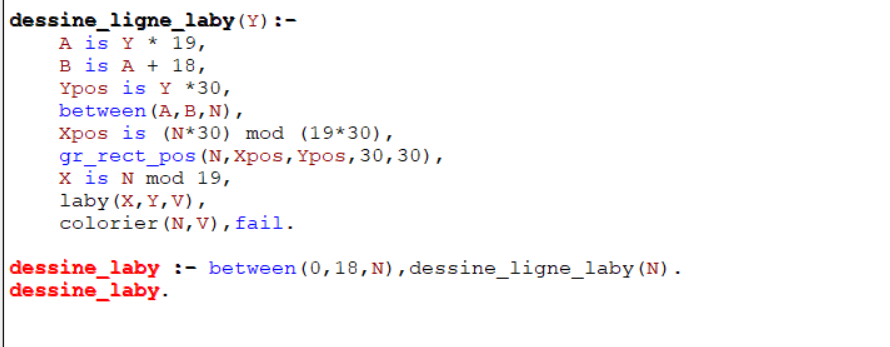 dessine_ligne_laby(Y):-
A is Y * 19,
B is A + 18,
Ypos is Y *30,
between(A,B,N),
Xpos is (N*30) mod (19*30),
gr_rect_pos(N,Xpos,Ypos,30,30),
X is N mod 19,
laby(X,Y,V),
colorier(N,V),fail.
dessine_laby :- between(0,18,N),dessine_ligne_laby(N).
dessine_laby.